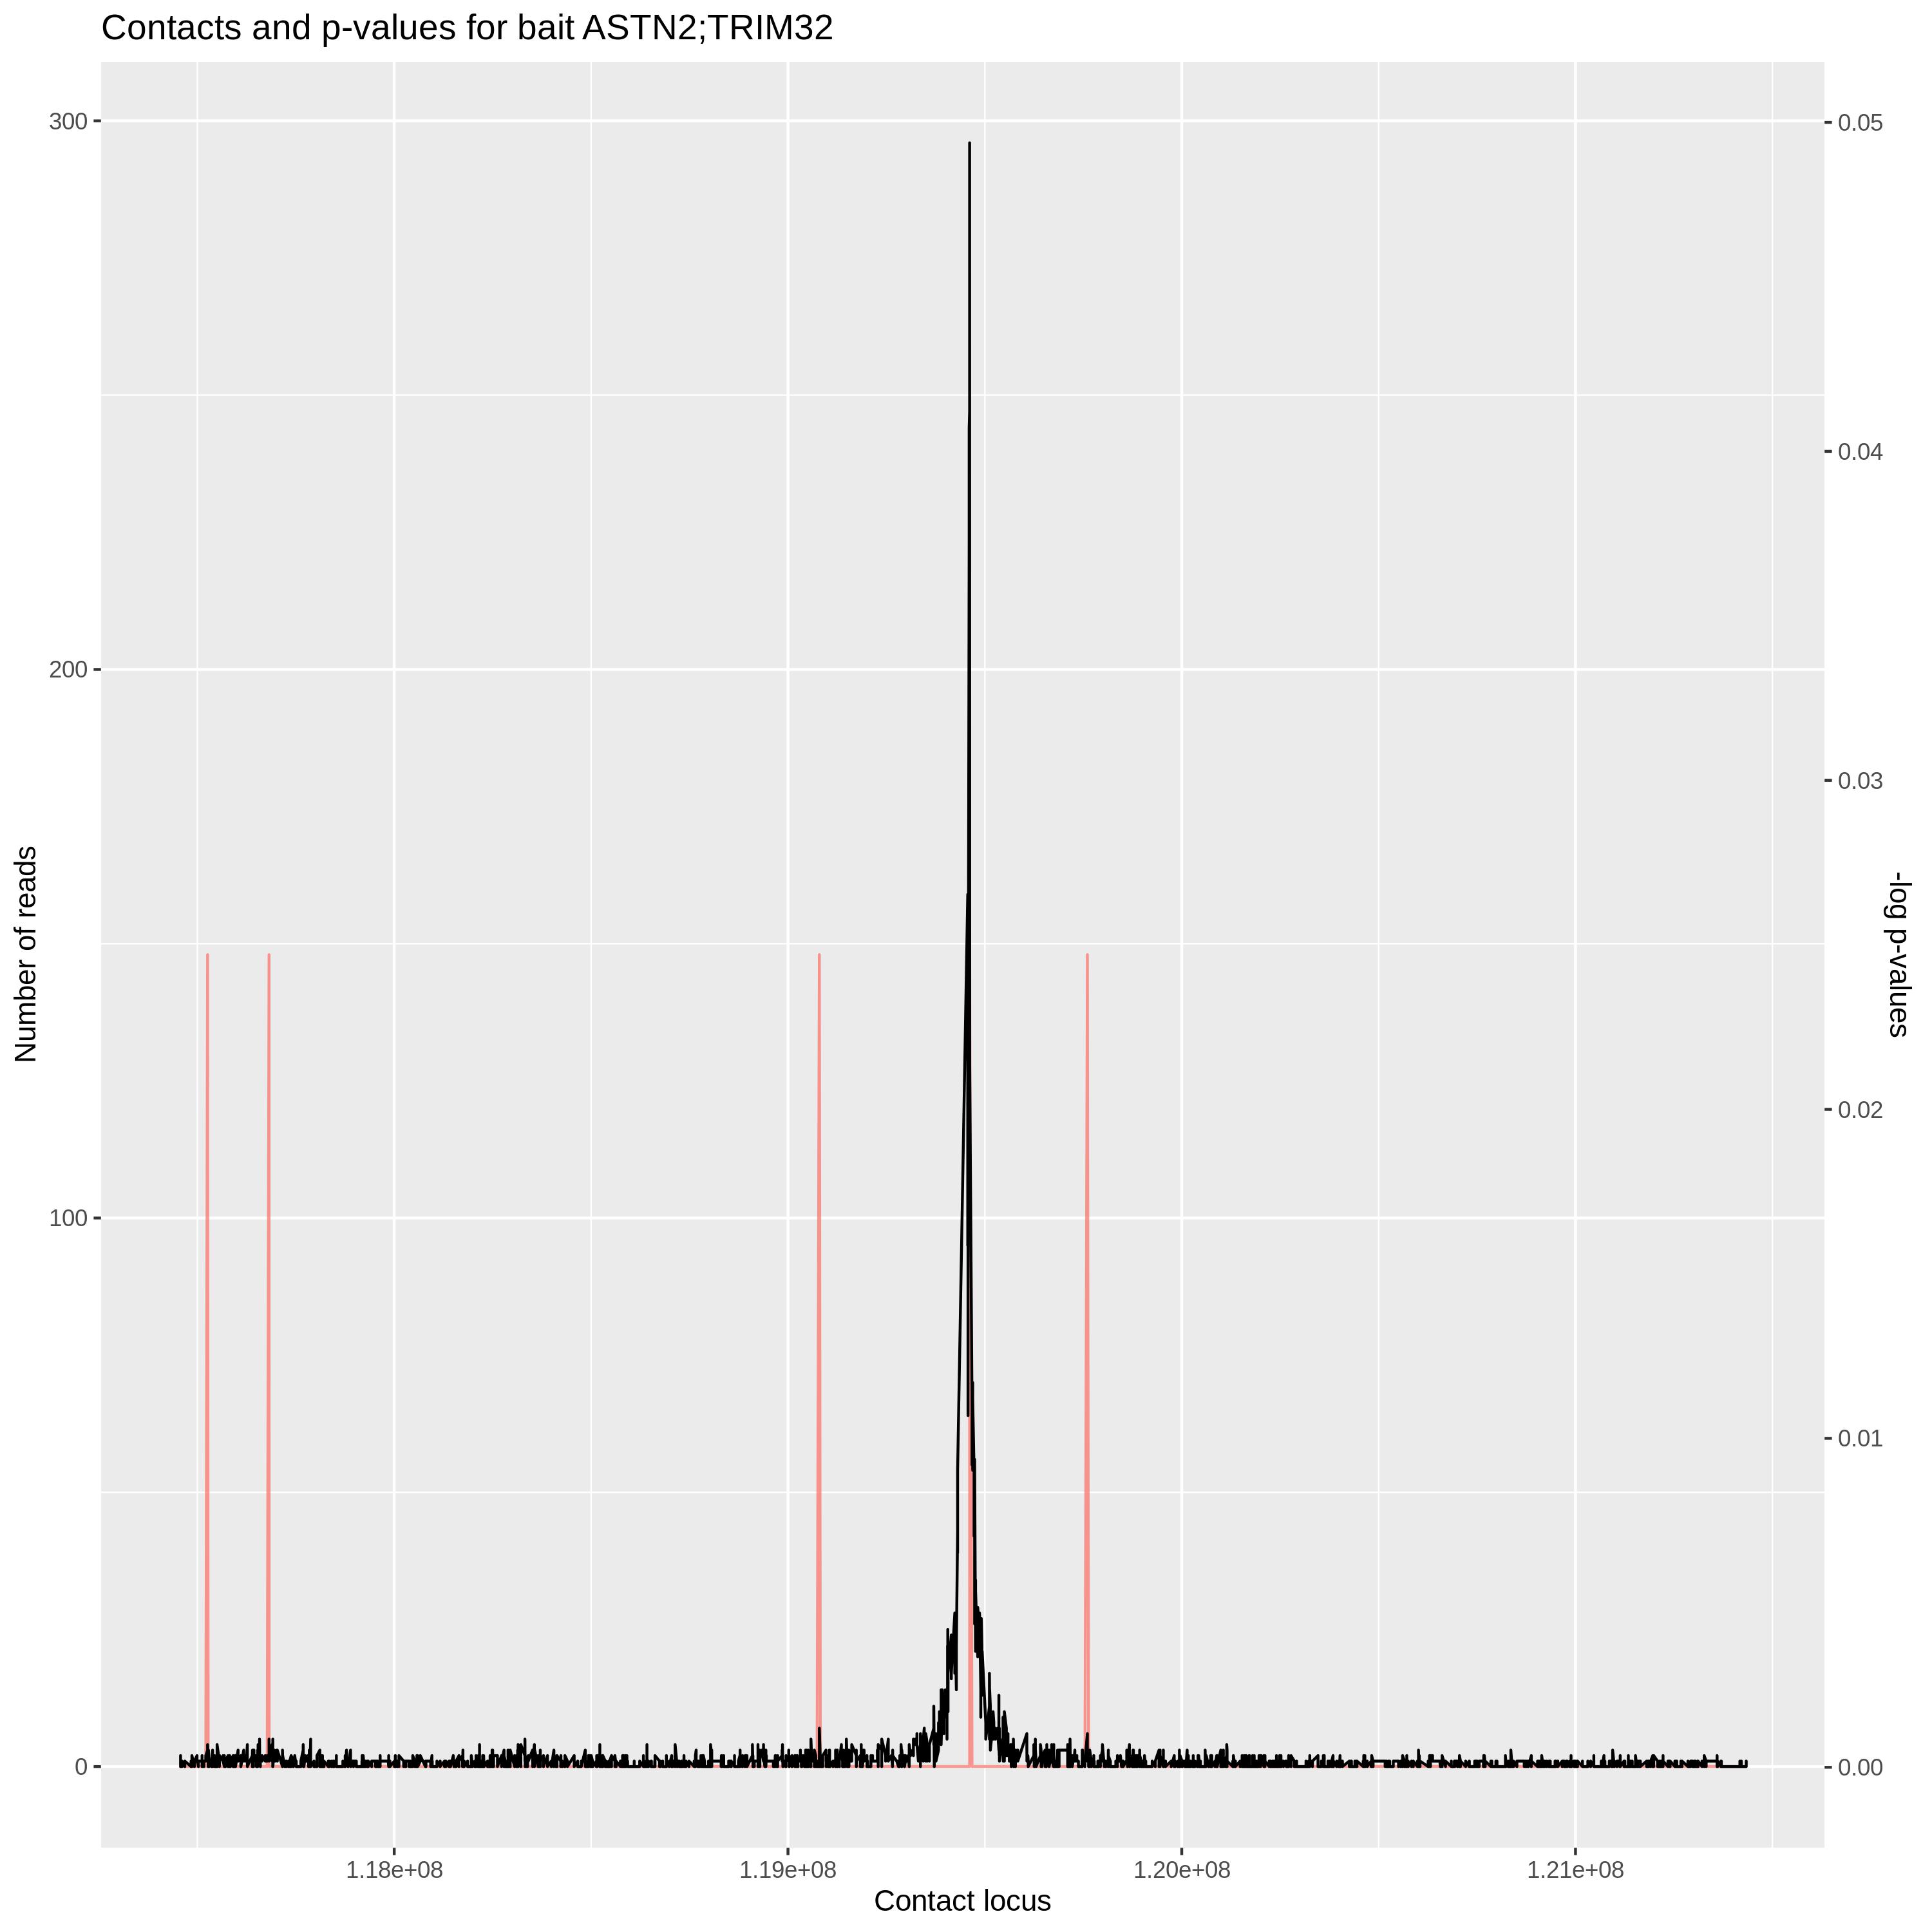 Contacts and p-values for bait ASTN2;TRIM32
300
200
100
0
Number of reads
0.05
0.04
0.03
0.02
0.01
0.00
-log p-values
1.18e+08
1.19e+08
1.20e+08
1.21e+08
Contact locus